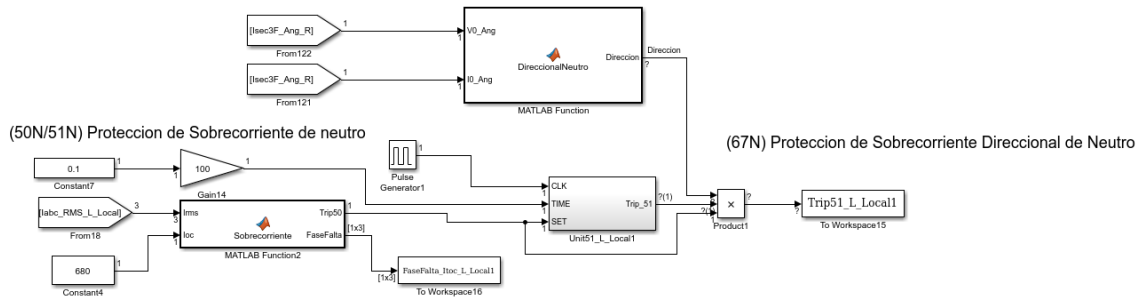 [Isec3F_Ang_R]
1
From122
V0_Ang
[Isec3F_Ang_R]
1
From121
I0_Ang
DireccionalNeutro
Direccion
Direccion
?
MATLAB Function
(50N/51N) Proteccion de Sobrecorriente de neutro
(67N) Proteccion de Sobrecorriente Direccional de Neutro
0.1
1
Constant7
1
100
1
Gain14
Pulse
Generator1
1
CLK
1
TIME
1
SET
1
Trip_51
?(1)
Unit51_L_Local1
[Iabc_RMS_L_Local]
3
From18
3
Irms
Ioc
1
Sobrecorriente
Trip50
1
FaseFalta
[1x3]
MATLAB Function2
680
1
Constant4
[1x3]
FaseFalta_Itoc_L_Local1
To Workspace16
×
?
Product1
1
?
Trip51_L_Local1
To Workspace15